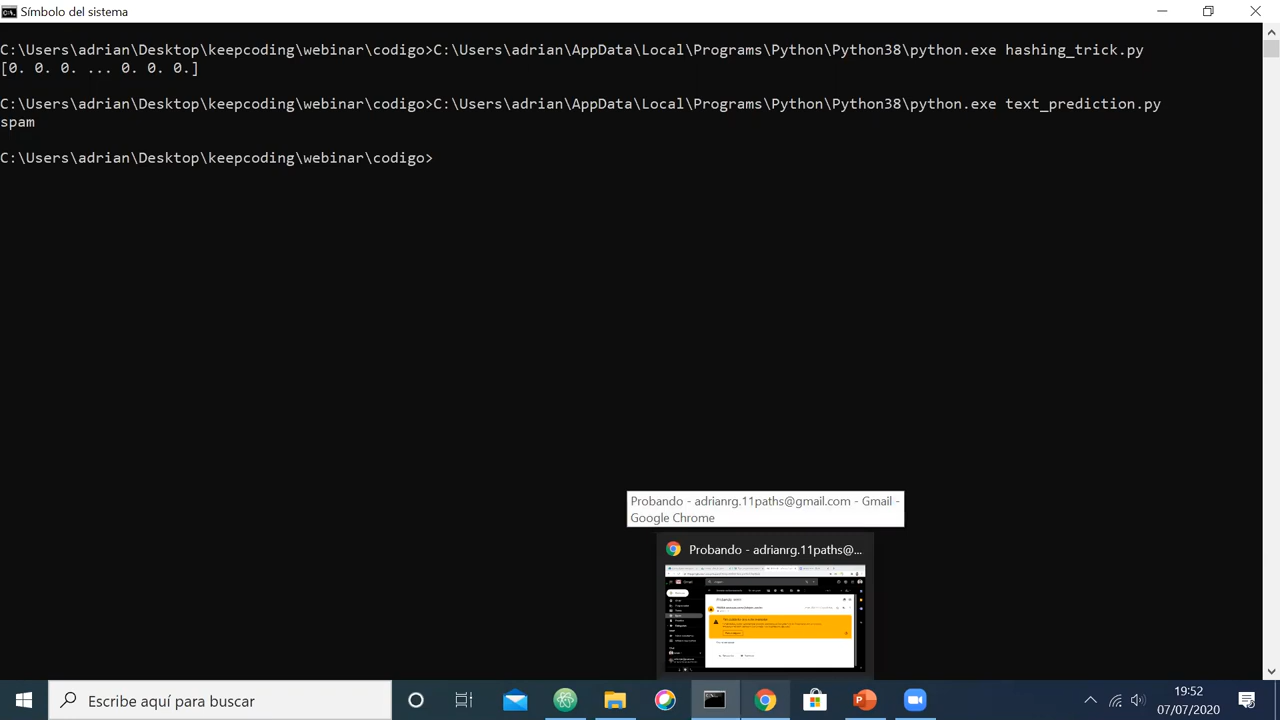 Símbolo del sistema
C:\Users\adrian\Desktop\keepcoding\webinar\codigo>C:\Users\adrian\AppData\Local\Programs\Python\Python38\python.exe hashing_trick.py
[0. 0. 0. ... 0. 0. 0.]
C:\Users\adrian\Desktop\keepcoding\webinar\codigo>C:\Users\adrian\AppData\Local\Programs\Python\Python38\python.exe text_prediction.py
spam
C:\Users\adrian\Desktop\keepcoding\webinar\codigo>
Probando - adrianrg.11paths@gmail.com - Gmail -
Google Chrome
Probando - adrianrg.11paths@...
Escribe aquí para buscar
19:52
07/07/2020